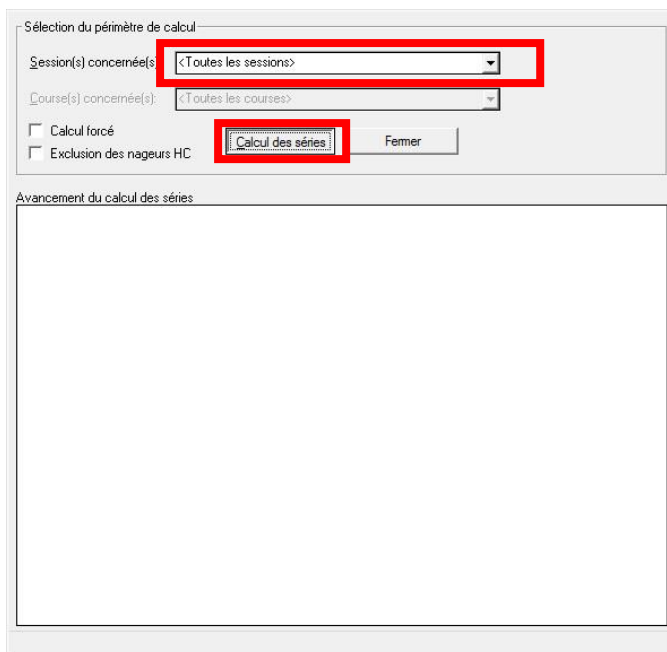 Sélection du périmètre de calcul
Session(s) concernée(s) <Toutes les sessions>
Course(s) concernée(s): <Toutes les courses>
Calcul forcé
Exclusion des nageurs HC
Calcul des séries
Fermer
Avancement du calcul des séries